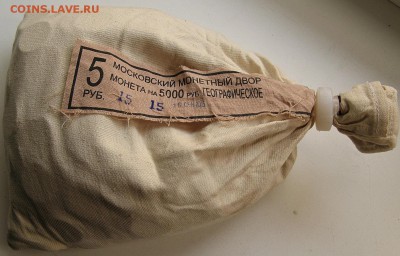 COINS.LAVE.RU
5 РУБ.
МОСКОВСКИЙ МОНЕТНЫЙ ДВОР
МОНЕТА НА 5000 РУБ. ГЕОГРАФИЧЕСКОЕ
15 15